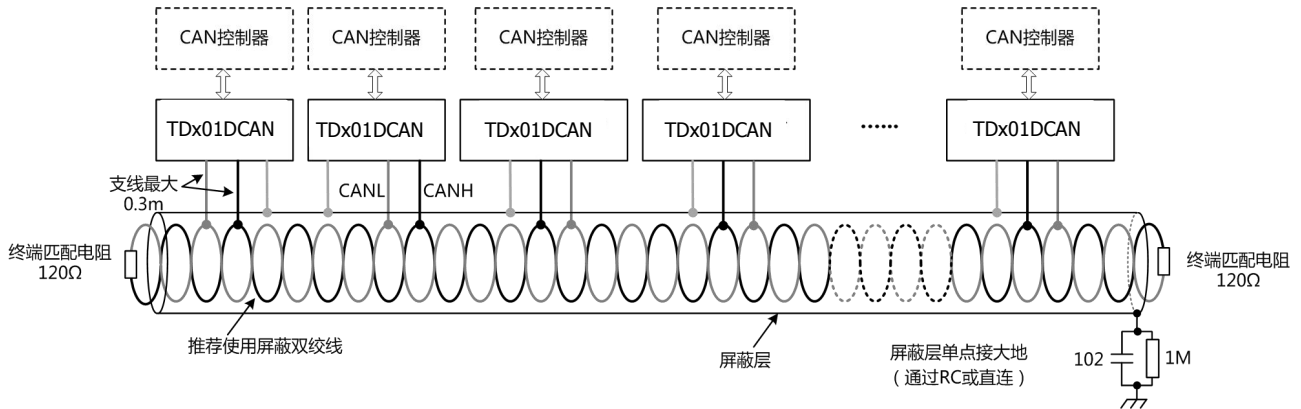 CAN控制器
CAN控制器
CAN控制器
CAN控制器
CAN控制器
TDx01DCAN
TDx01DCAN
TDx01DCAN
TDx01DCAN
······
TDx01DCAN
支线最大
0.3m
CANL
CANH
终端匹配电阻
120Ω
终端匹配电阻
120Ω
推荐使用屏蔽双绞线
屏蔽层
屏蔽层单点接大地
（通过RC或直连）
102
1M